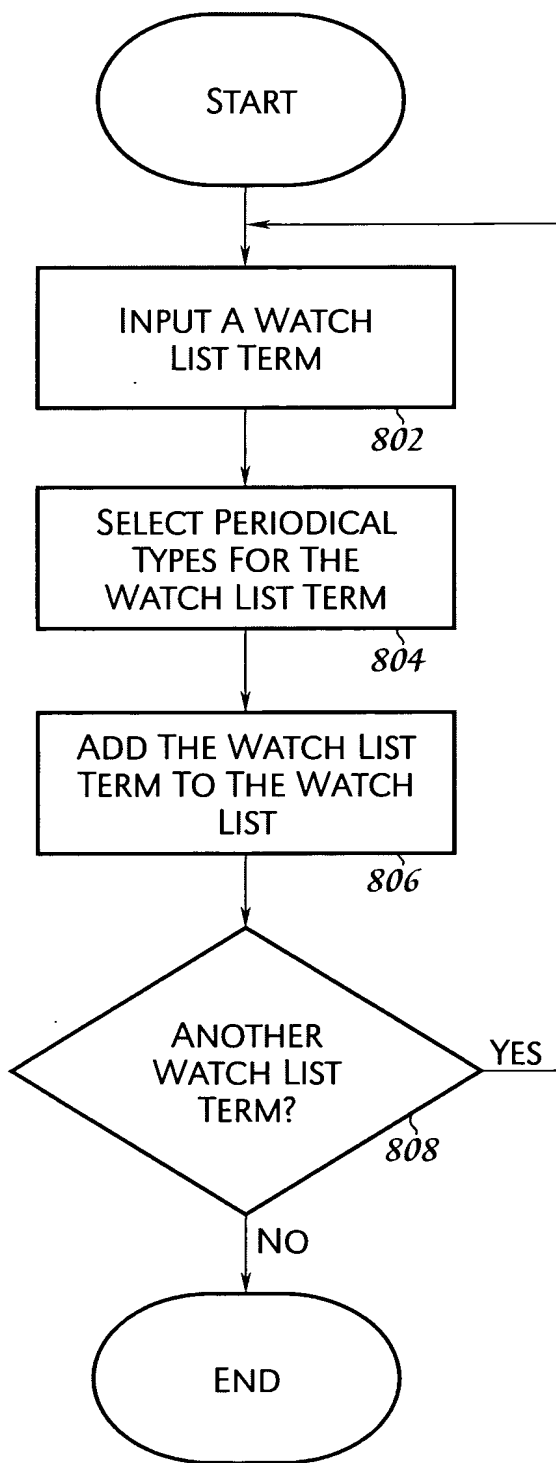 START
INPUT A WATCH
LIST TERM
802
SELECT PERIODICAL
TYPES FOR THE
WATCH LIST TERM
804
ADD THE WATCH LIST
TERM TO THE WATCH
LIST
806
ANOTHER
WATCH LIST
TERM?
YES
808
NO
END